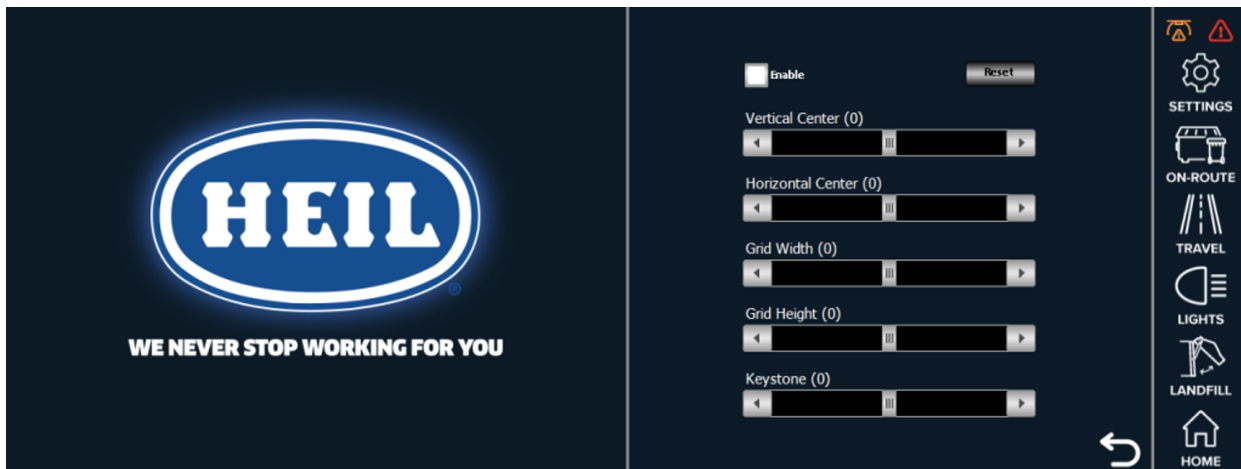 HEIL
®
WE NEVER STOP WORKING FOR YOU
Enable
Reset
Vertical Center (0)
Horizontal Center (0)
Grid Width (0)
Grid Height (0)
Keystone (0)
SETTINGS
ON-ROUTE
TRAVEL
LIGHTS
LANDFILL
HOME